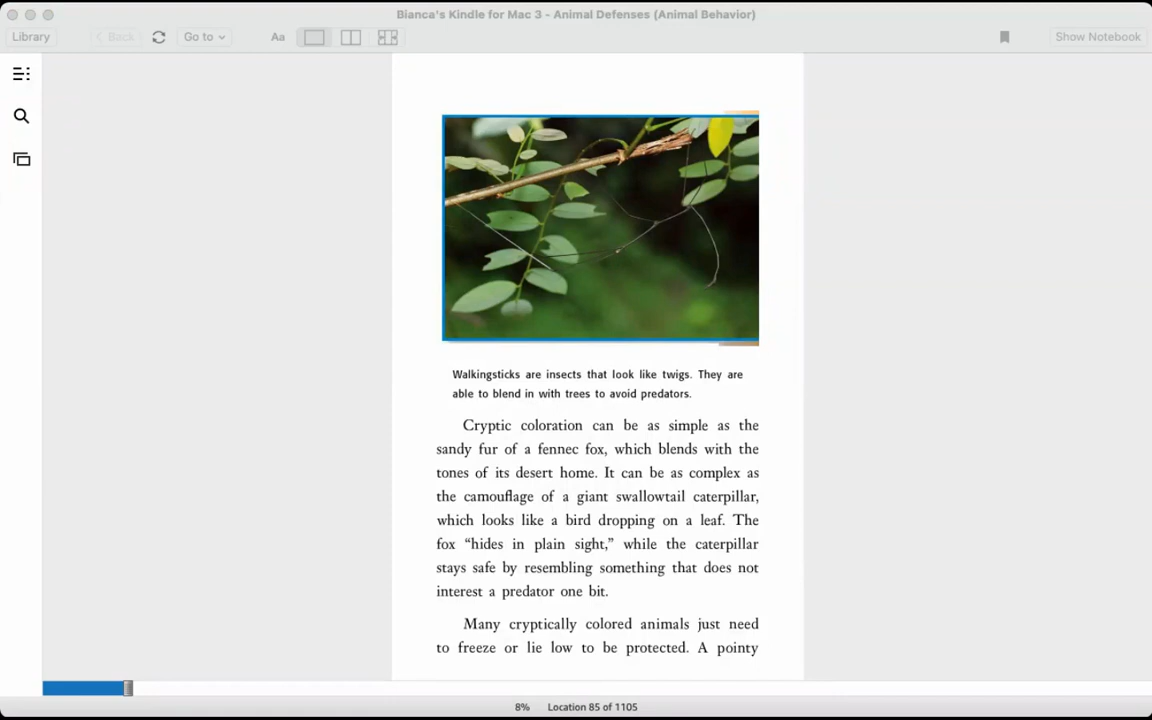 Bianca's Kindle for Mac 3 - Animal Defenses (Animal Behavior)
Library
Back
Go to
Aa
Show Notebook
Walkingsticks are insects that look like twigs. They are
able to blend in with trees to avoid predators.
Cryptic coloration can be as simple as the
sandy fur of a fennec fox, which blends with the
tones of its desert home. It can be as complex as
the camouflage of a giant swallowtail caterpillar,
which looks like a bird dropping on a leaf. The
fox “hides in plain sight,” while the caterpillar
stays safe by resembling something that does not
interest a predator one bit.
Many cryptically colored animals just need
to freeze or lie low to be protected. A pointy
8% Location 85 of 1105